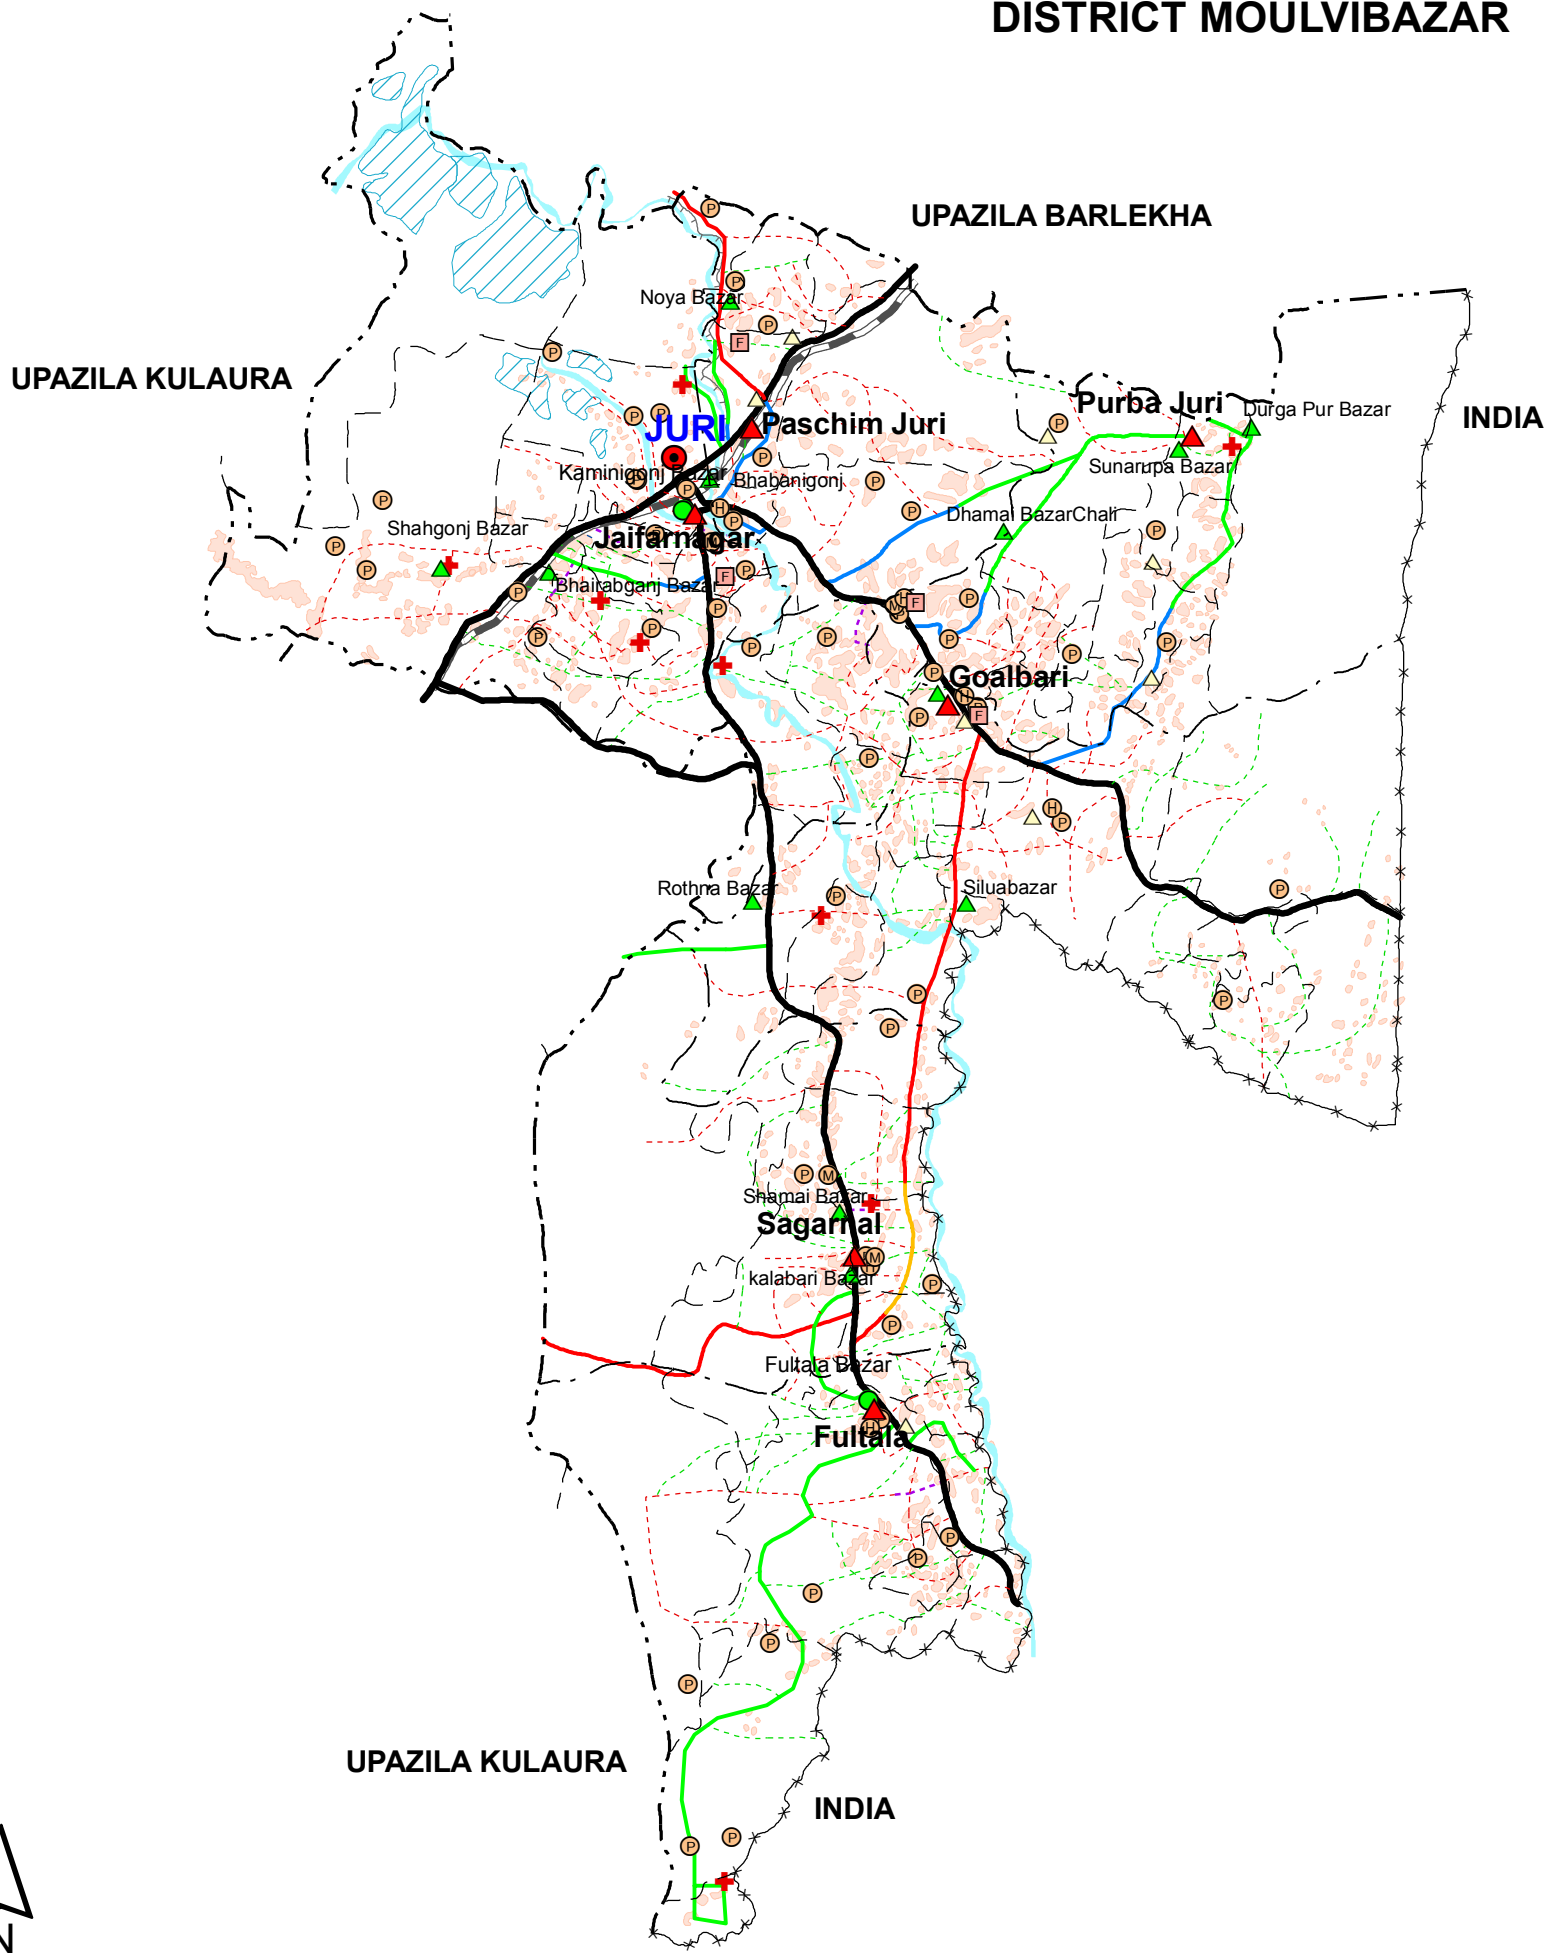 DISTRICT MOULVIBAZAR
UPAZILA BARLEKHA
Noya Bazar
F
UPAZILA KULAURA
Purba Juri
Durga Pur Bazar
INDIA
JURI
Paschim Juri
Sunarupa Bazar
Kaminigonj Bazar
Bhabanigonj
Dhamai BazarChali
Shahgonj Bazar
Jaifarnagar
Bhairabganj Bazar
F
F
Goalbari
F
Rothna Bazar
Siluabazar
Shamai Bazar
Sagarnal
kalabari Bazar
Fultala Bazar
Fultala
UPAZILA KULAURA
INDIA
N